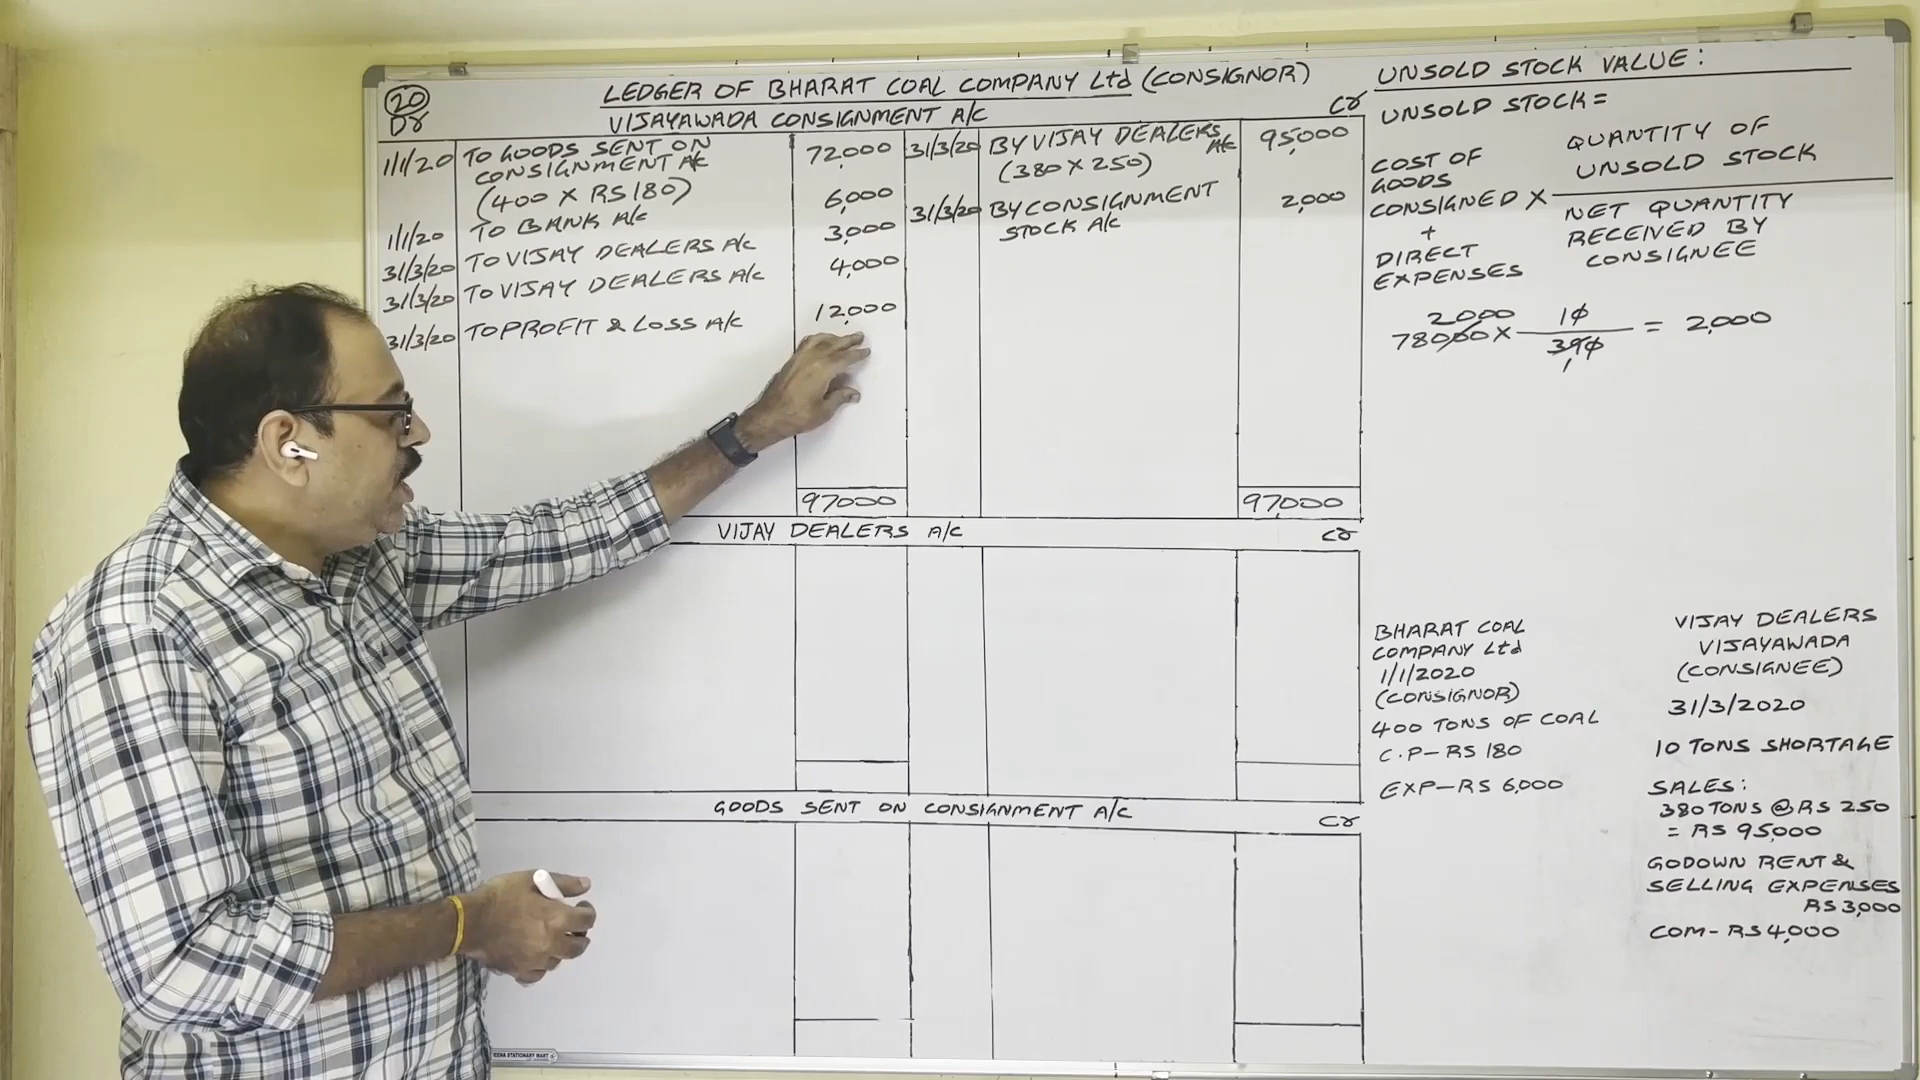 LEDGER OF BHARAT COAL COMPANY Ltd (CONSIGNOR)
20
Dr
VIJAYAWADA CONSIGNMENT A/c
Cr
1/1/20 TO GOODS SENT ON CONSIGNMENT A/c 72,000
(400 X RS 180)
1/1/20 TO BANK A/c 6,000
31/3/20 TO VIJAY DEALERS A/c 3,000
31/3/20 TO VIJAY DEALERS A/c 4,000
31/3/20 TO PROFIT & LOSS A/c 12,000
97000
31/3/20 BY VIJAY DEALERS A/c 95,000
(380 X 250)
31/3/20 BY CONSIGNMENT STOCK A/c 2,000
97,000
VIJAY DEALERS A/c
Cr
GOODS SENT ON CONSIGNMENT A/c
Cr
UNSOLD STOCK VALUE:
UNSOLD STOCK =
COST OF
GOODS
CONSIGNED X
+
DIRECT
EXPENSES
QUANTITY OF
UNSOLD STOCK
NET QUANTITY
RECEIVED BY
CONSIGNEE
2000
78000 X 10
390
1
= 2,000
BHARAT COAL
COMPANY Ltd
1/1/2020
(CONSIGNOR)
400 TONS OF COAL
C.P - RS 180
EXP - RS 6,000
VIJAY DEALERS
VIJAYAWADA
(CONSIGNEE)
31/3/2020
10 TONS SHORTAGE
SALES:
380 TONS @ RS 250
= RS 95,000
GODOWN RENT &
SELLING EXPENSES
RS 3,000
COM - RS 4,000